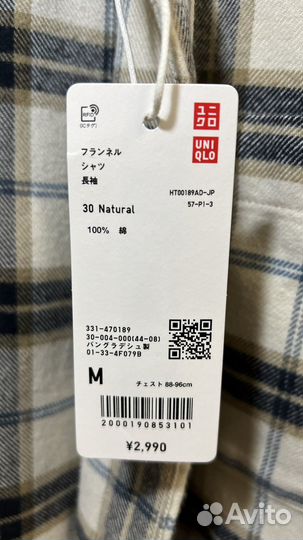 RFID
(ICタグ)
ユニ
クロ
UNI
QLO
フランネル
シャツ
長袖
HT00189AD-JP
57-PI-3
30 Natural
100% 綿
331-470189
30-004-000(44-08)
バングラデシュ製
01-33-4F079B
M
チェスト 88-96cm
2000190853101
¥2,990
Avito